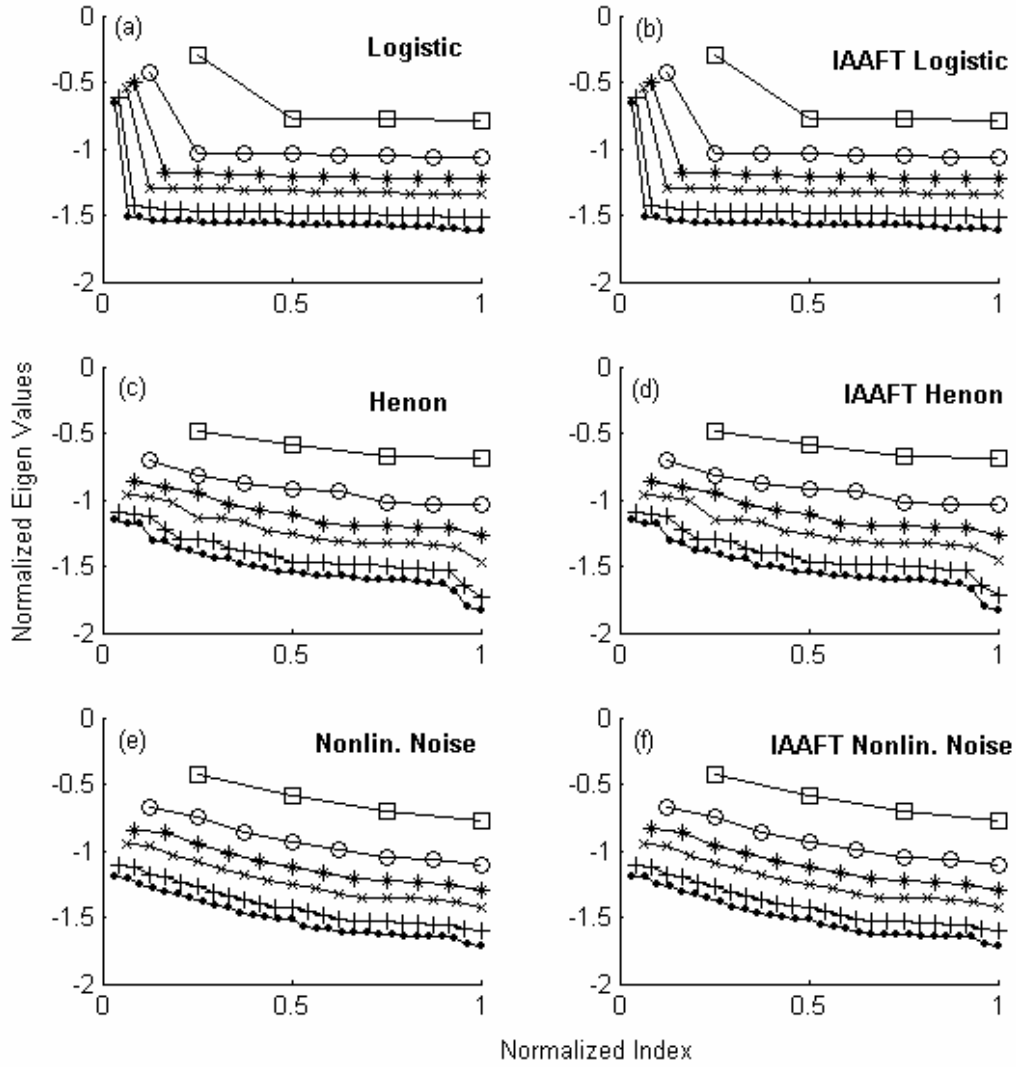 (a) Logistic
0
-0.5
-1
-1.5
-2
0 0.5 1
(b) IAAFT Logistic
0
-0.5
-1
-1.5
-2
0 0.5 1
Normalized Eigen Values
(c) Henon
0
-0.5
-1
-1.5
-2
0 0.5 1
(d) IAAFT Henon
0
-0.5
-1
-1.5
-2
0 0.5 1
(e) Nonlin. Noise
0
-0.5
-1
-1.5
-2
0 0.5 1
(f) IAAFT Nonlin. Noise
0
-0.5
-1
-1.5
-2
0 0.5 1
Normalized Index